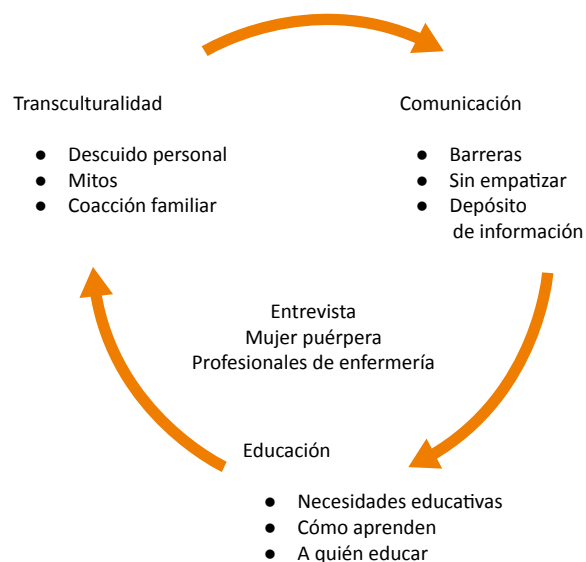 Transculturalidad
● Descuido personal
● Mitos
● Coacción familiar
Comunicación
● Barreras
● Sin empatizar
● Depósito
de información
Entrevista
Mujer puérpera
Profesionales de enfermería
Educación
● Necesidades educativas
● Cómo aprenden
● A quién educar